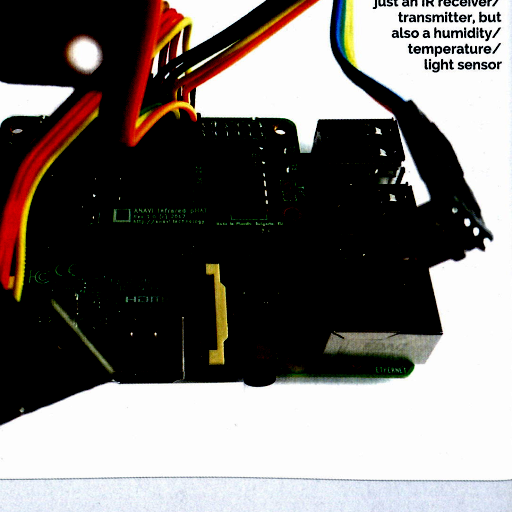 just an IR receiver/
transmitter, but
also a humidity/
temperature/
light sensor
ANAVI Infrared pHAT
HDMI
ETHERNET